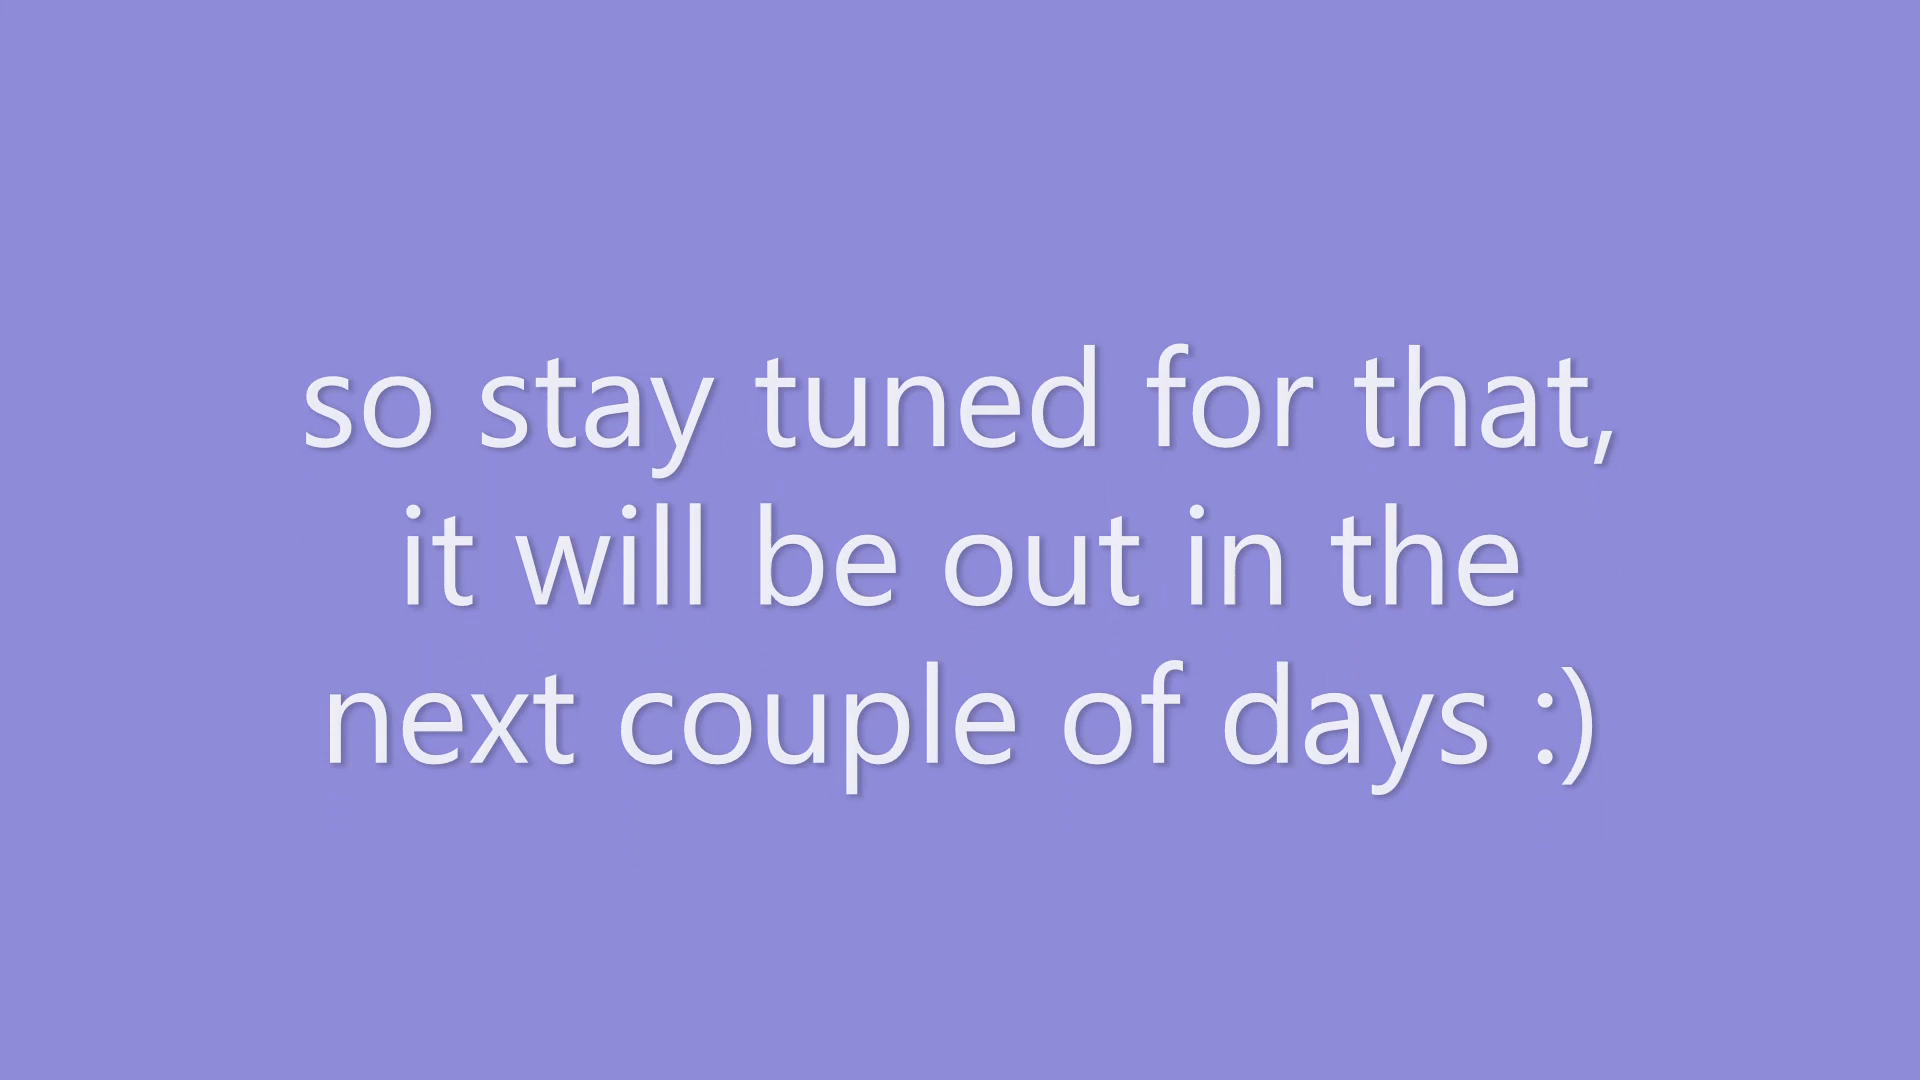 so stay tuned for that,
it will be out in the
next couple of days :)